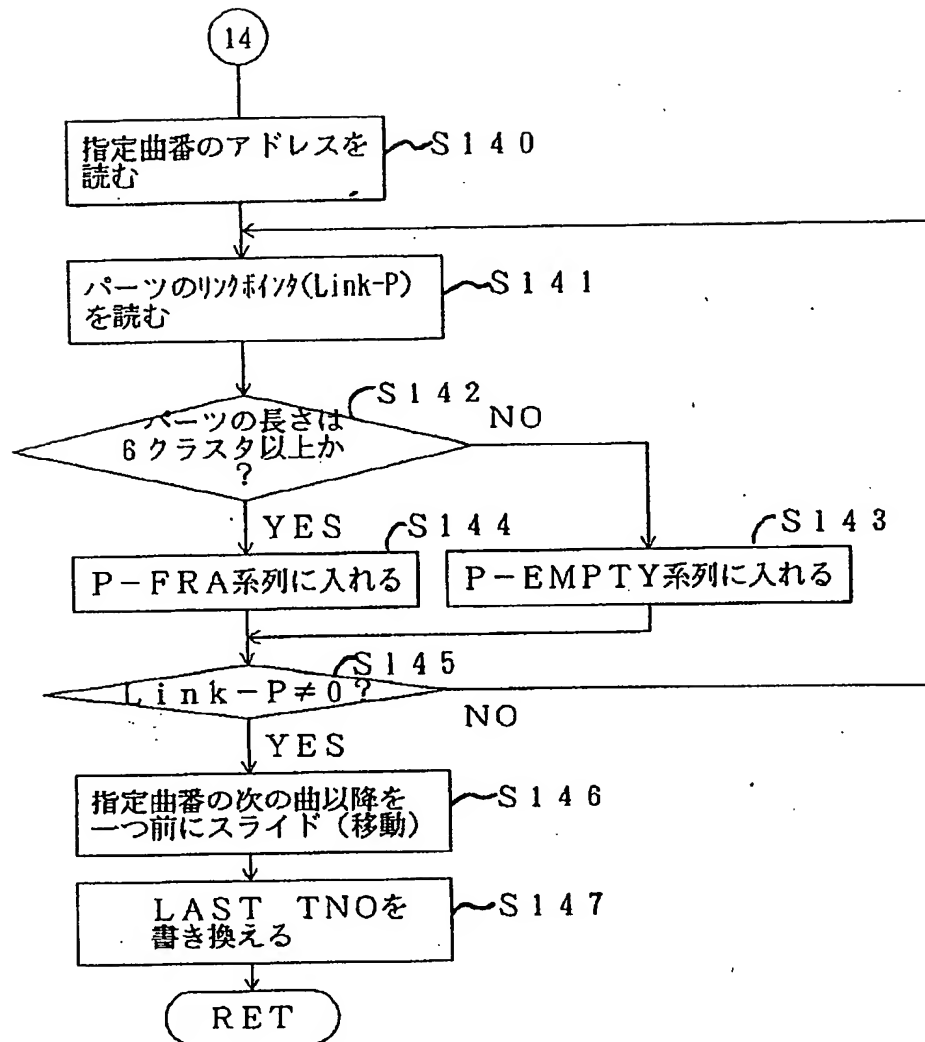 14
指定曲番のアドレスを
読む
S140
パーツのリンクポインタ(Link-P)
を読む
S141
S142
パーツの長さは
6クラスタ以上か
?
NO
YES
S144
S143
P-FRA系列に入れる
P-EMPTY系列に入れる
S145
Link-P≠0?
NO
YES
指定曲番の次の曲以降を
一つ前にスライド(移動)
S146
LAST TNOを
書き換える
S147
RET